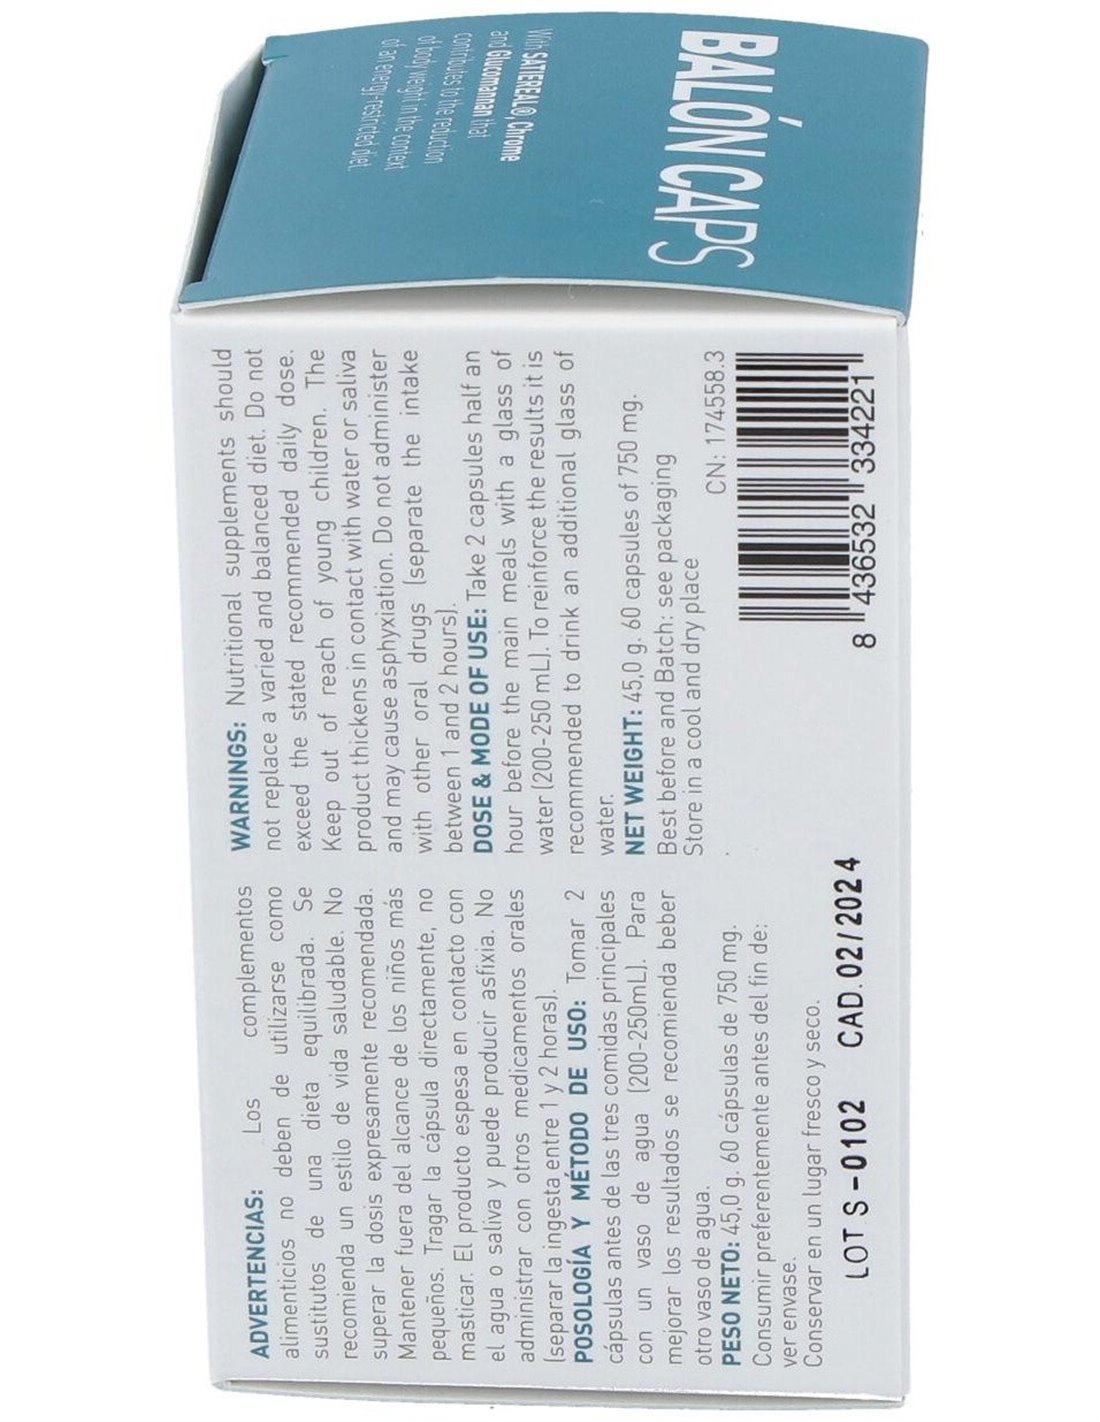 BALÓN CAPS
With SATIEREAL®, Chrome
and Glucomannan that
contributes to the reduction
of body weight in the context
of an energy-restricted diet.
ADVERTENCIAS: Los complementos
alimenticios no deben de utilizarse como
sustitutos de una dieta equilibrada. Se
recomienda un estilo de vida saludable. No
superar la dosis expresamente recomendada.
Mantener fuera del alcance de los niños más
pequeños. Tragar la cápsula directamente, no
masticar. El producto espesa en contacto con
el agua o saliva y puede producir asfixia. No
administrar con otros medicamentos orales
(separar la ingesta entre 1 y 2 horas).
POSOLOGÍA Y MÉTODO DE USO: Tomar 2
cápsulas antes de las tres comidas principales
con un vaso de agua (200-250mL). Para
mejorar los resultados se recomienda beber
otro vaso de agua.
PESO NETO: 45,0 g. 60 cápsulas de 750 mg.
Consumir preferentemente antes del fin de:
ver envase.
Conservar en un lugar fresco y seco.
WARNINGS: Nutritional supplements should
not replace a varied and balanced diet. Do not
exceed the stated recommended daily dose.
Keep out of reach of young children. The
product thickens in contact with water or saliva
and may cause asphyxiation. Do not administer
with other oral drugs (separate the intake
between 1 and 2 hours).
DOSE & MODE OF USE: Take 2 capsules half an
hour before the main meals with a glass of
water (200-250 mL). To reinforce the results it is
recommended to drink an additional glass of
water.
NET WEIGHT: 45,0 g. 60 capsules of 750 mg.
Best before and Batch: see packaging
Store in a cool and dry place
.
CN: 174558.3
8 436532 334221
LOT S-0102 CAD.02/2024